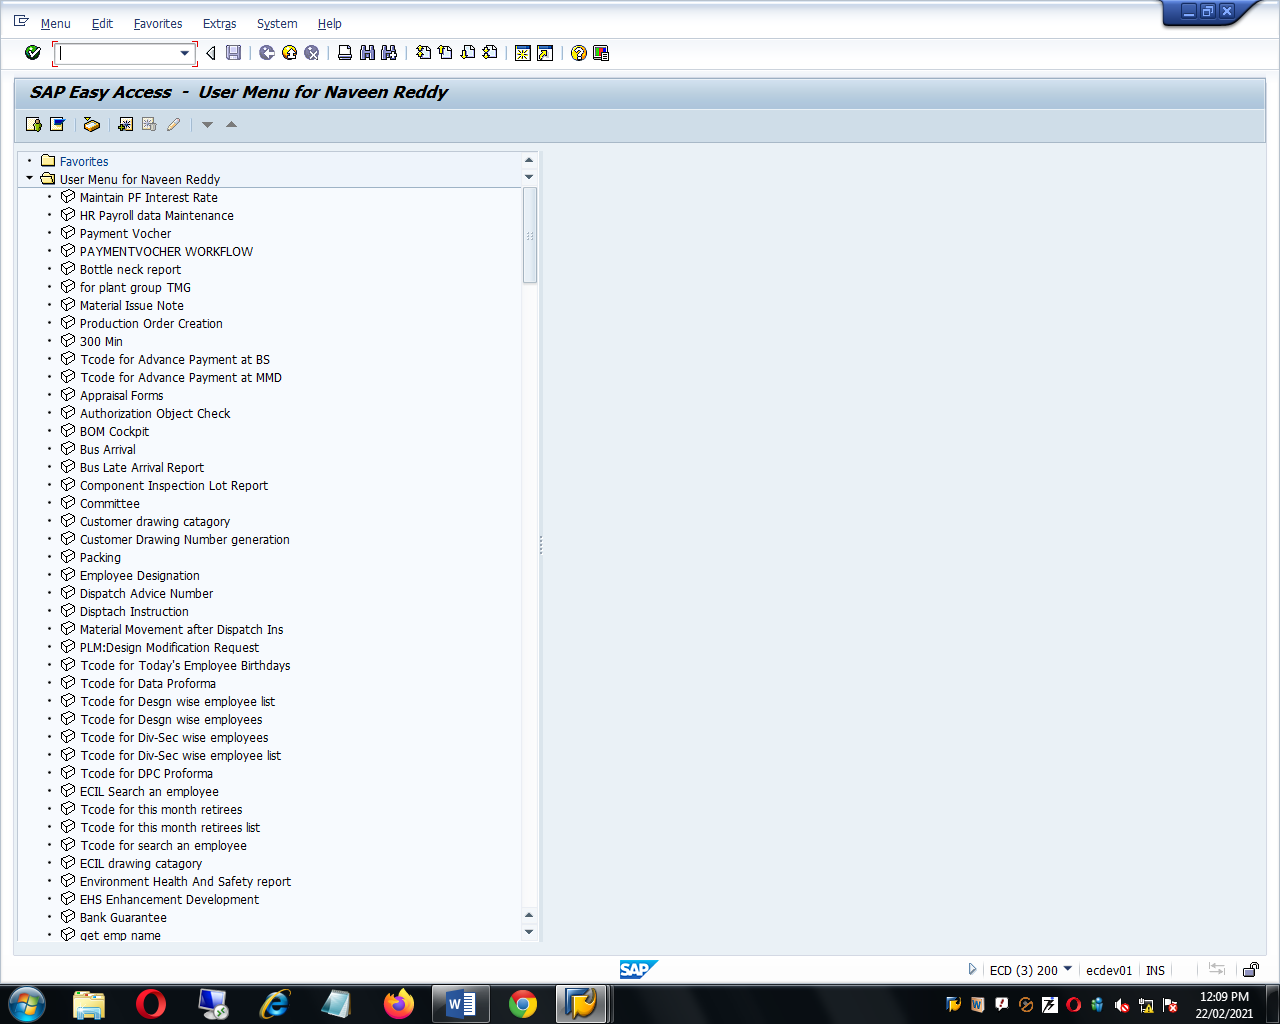 Menu Edit Favorites Extras System Help
SAP Easy Access - User Menu for Naveen Reddy
Favorites
User Menu for Naveen Reddy
Maintain PF Interest Rate
HR Payroll data Maintenance
Payment Vocher
PAYMENTVOCHER WORKFLOW
Bottle neck report
for plant group TMG
Material Issue Note
Production Order Creation
300 Min
Tcode for Advance Payment at BS
Tcode for Advance Payment at MMD
Appraisal Forms
Authorization Object Check
BOM Cockpit
Bus Arrival
Bus Late Arrival Report
Component Inspection Lot Report
Committee
Customer drawing catagory
Customer Drawing Number generation
Packing
Employee Designation
Dispatch Advice Number
Disptach Instruction
Material Movement after Dispatch Ins
PLM:Design Modification Request
Tcode for Today's Employee Birthdays
Tcode for Data Proforma
Tcode for Desgn wise employee list
Tcode for Desgn wise employees
Tcode for Div-Sec wise employees
Tcode for Div-Sec wise employee list
Tcode for DPC Proforma
ECIL Search an employee
Tcode for this month retirees
Tcode for this month retirees list
Tcode for search an employee
ECIL drawing catagory
Environment Health And Safety report
EHS Enhancement Development
Bank Guarantee
get emp name
SAP
ECD (3) 200 ecdev01 INS
12:09 PM
22/02/2021